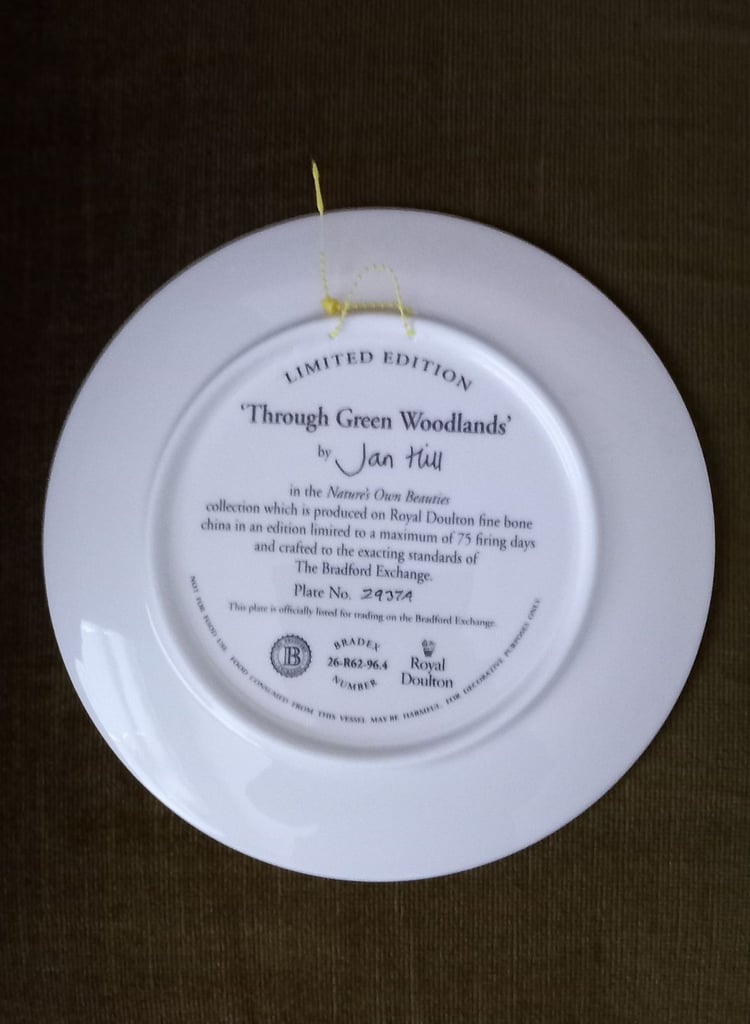 LIMITED EDITION
'Through Green Woodlands'
by Jan Hill
in the Nature's Own Beauties
collection which is produced on Royal Doulton fine bone
china in an edition limited to a maximum of 75 firing days
and crafted to the exacting standards of
The Bradford Exchange.
Plate No. 2937A
This plate is officially listed for trading on the Bradford Exchange.
B
BRADEX
26-R62-96.4
NUMBER
Royal
Doulton
NOT FOR FOOD USE. FOOD CONSUMED FROM THIS VESSEL MAY BE HARMFUL. FOR DECORATIVE PURPOSES ONLY.